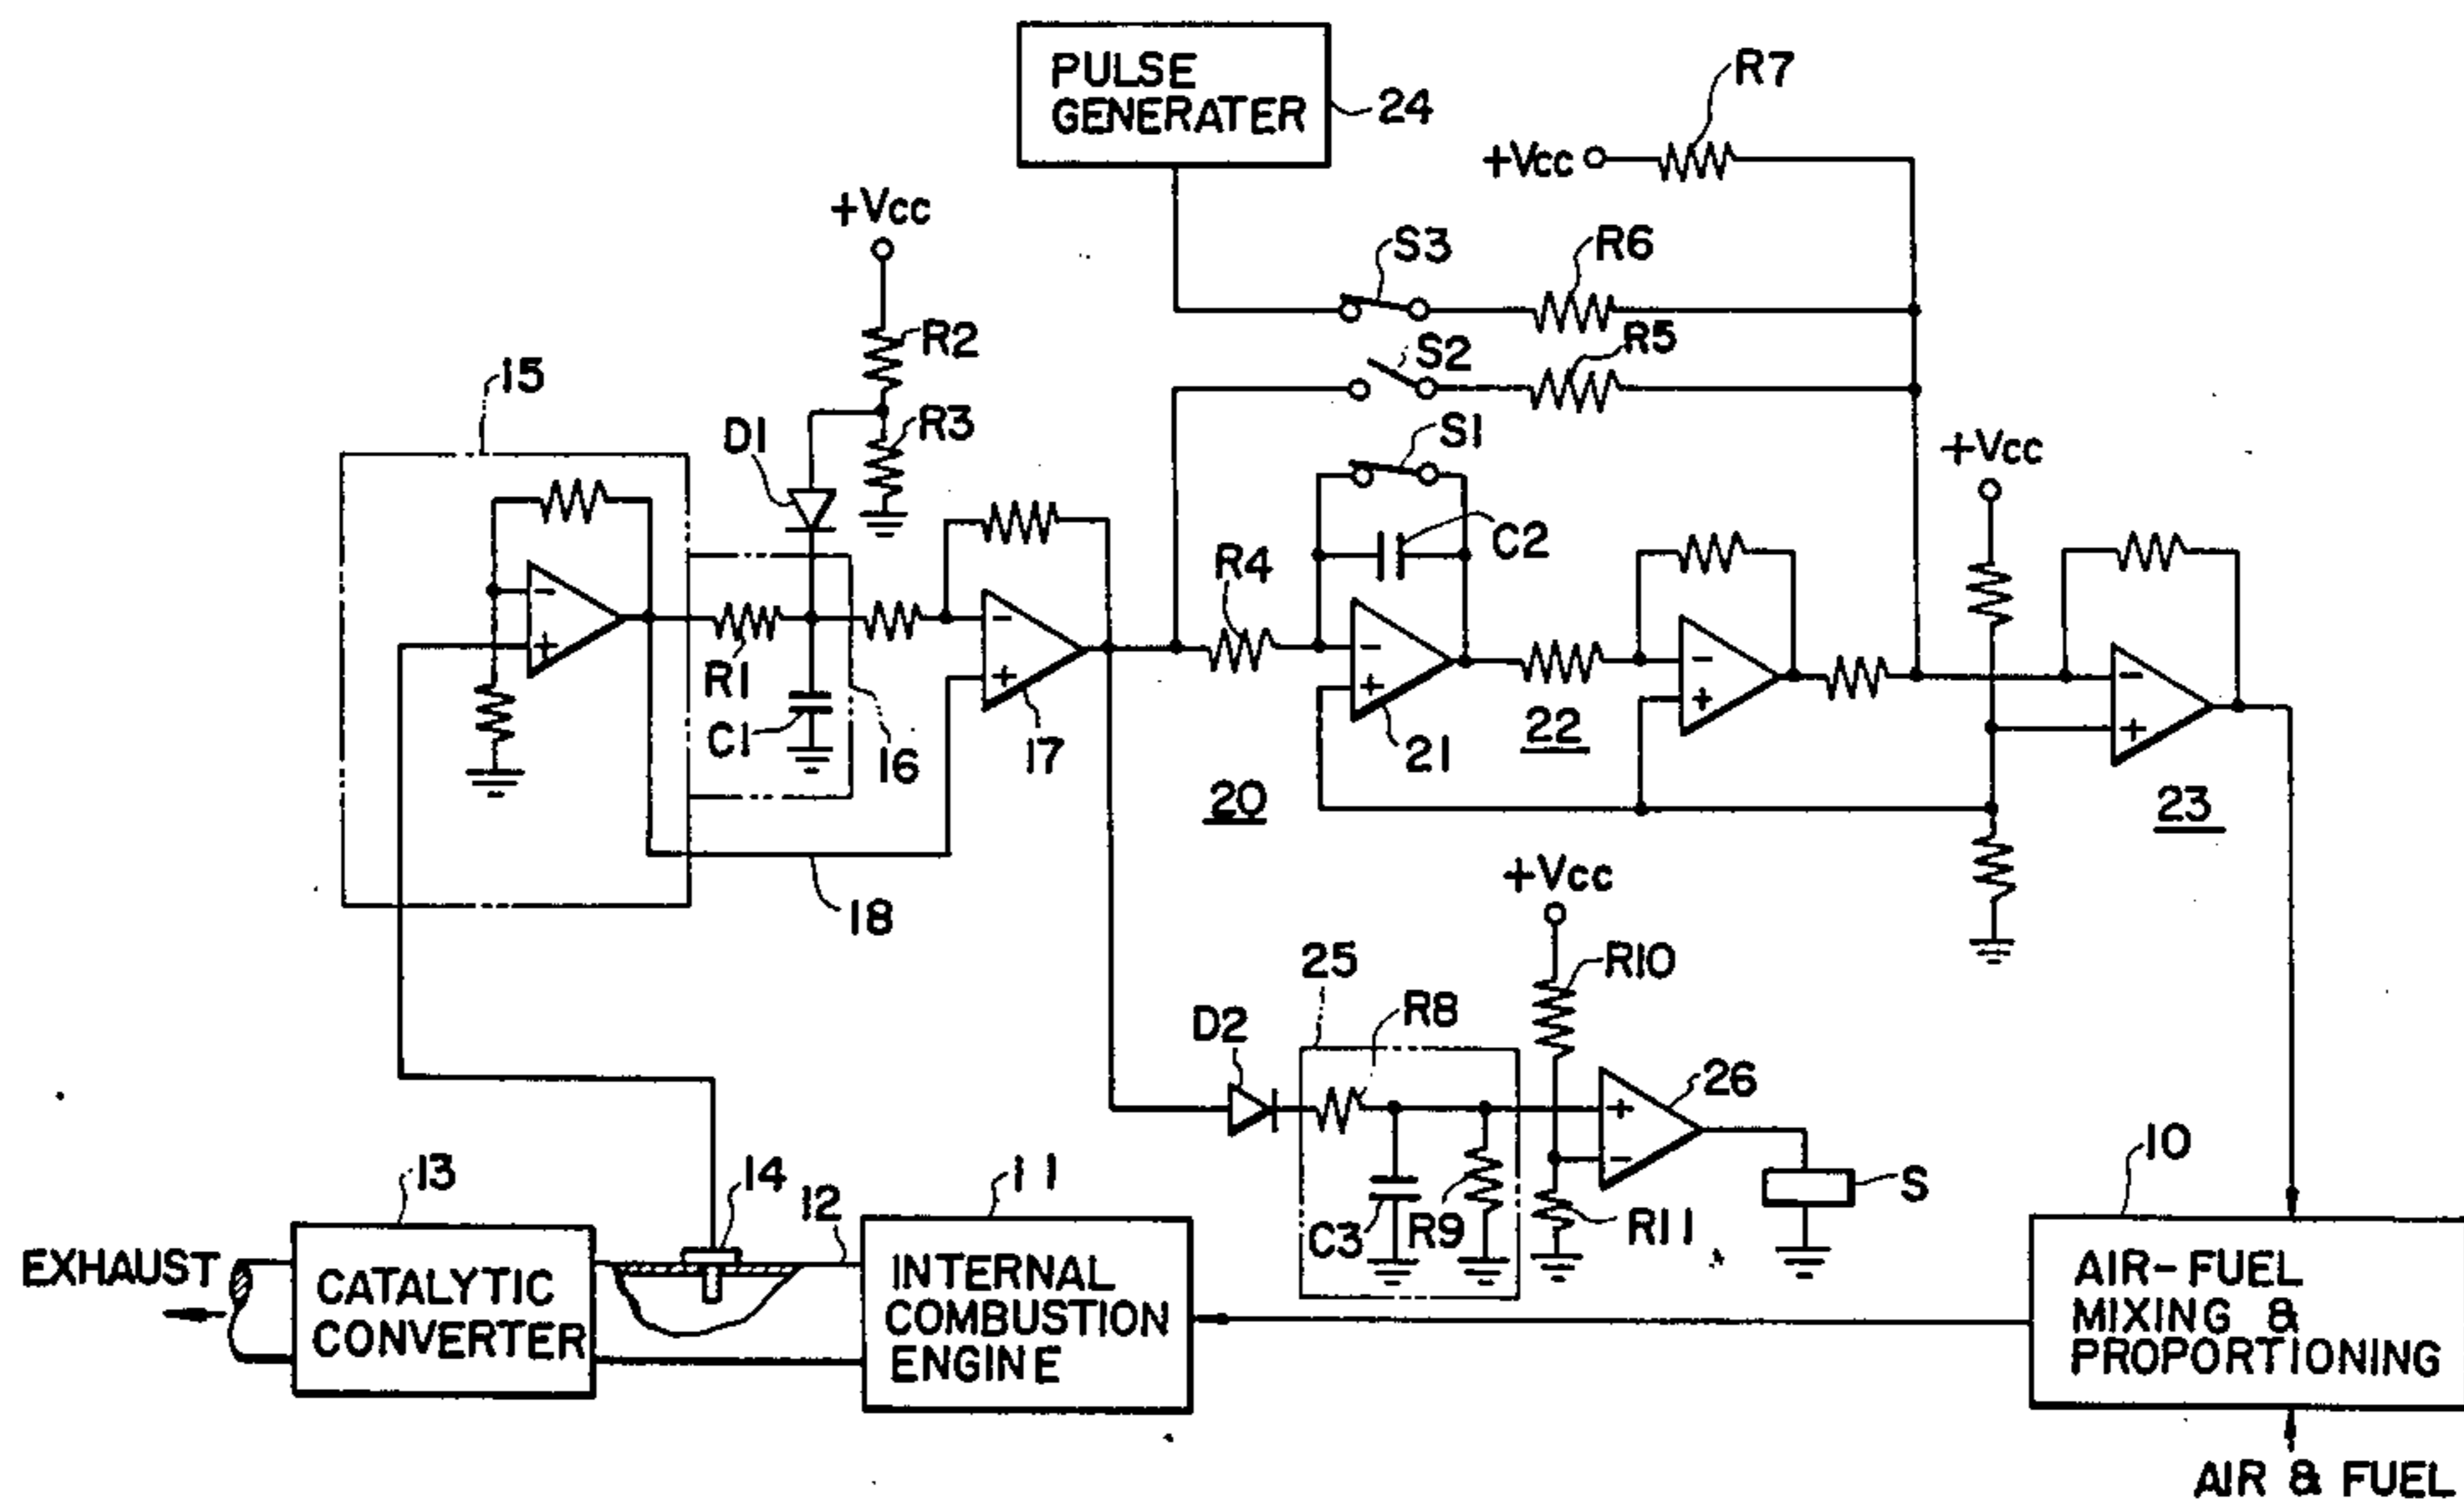 PULSE
GENERATER
24
R7
+Vcc
+Vcc
S3
R6
R2
S2
R5
15
D1
R3
S1
+Vcc
R4
C2
R1
C1
16
17
21
22
20
23
18
+Vcc
25
R10
D2
R8
26
13
14
12
11
C3
R9
R11
S
10
EXHAUST
CATALYTIC
CONVERTER
INTERNAL
COMBUSTION
ENGINE
AIR-FUEL
MIXING &
PROPORTIONING
AIR & FUEL
-
+
-
+
-
+
-
+
-
+
+
-